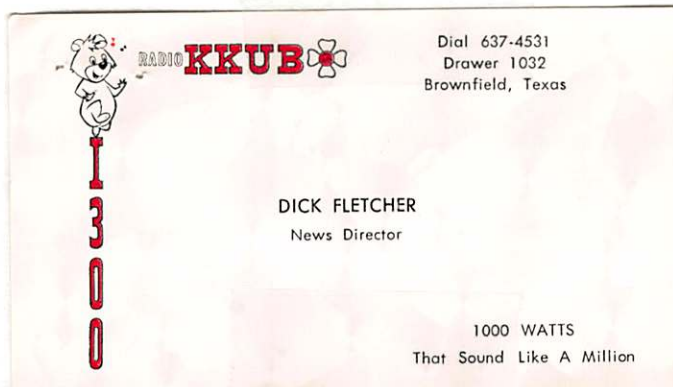 RADIO KKUB
Dial 637-4531
Drawer 1032
Brownfield, Texas
1300
DICK FLETCHER
News Director
1000 WATTS
That Sound Like A Million